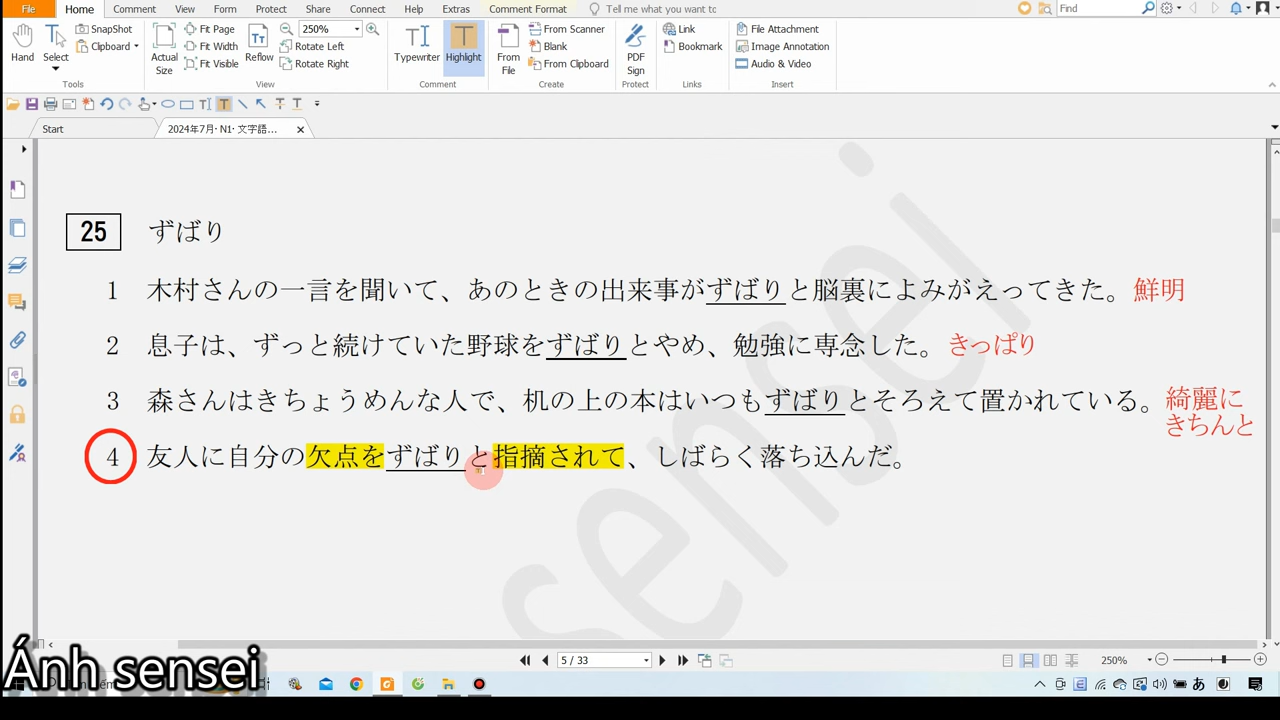 File Home Comment View Form Protect Share Connect Help Extras Comment Format Tell me what you want to Find
Hand
Select
SnapShot
Clipboard
Tools
Actual Size
Fit Page
Fit Width
Fit Visible
Reflow
250%
Rotate Left
Rotate Right
View
Typewriter
Highlight
Comment
From File
From Scanner
Blank
From Clipboard
Create
PDF Sign
Protect
Link
Bookmark
Links
File Attachment
Image Annotation
Audio & Video
Insert
Start 2024年7月· N1· 文字語...
25 ずばり
1 木村さんの一言を聞いて、あのときの出来事がずばりと脳裏によみがえってきた。鮮明
2 息子は、ずっと続けていた野球をずばりとやめ、勉強に専念した。きっぱり
3 森さんはきちょうめんな人で、机の上の本はいつもずばりとそろえて置かれている。綺麗に
きちんと
4 友人に自分の欠点をずばりと指摘されて、しばらく落ち込んだ。
sensei
5 / 33 250%
Ánh sensei
あ